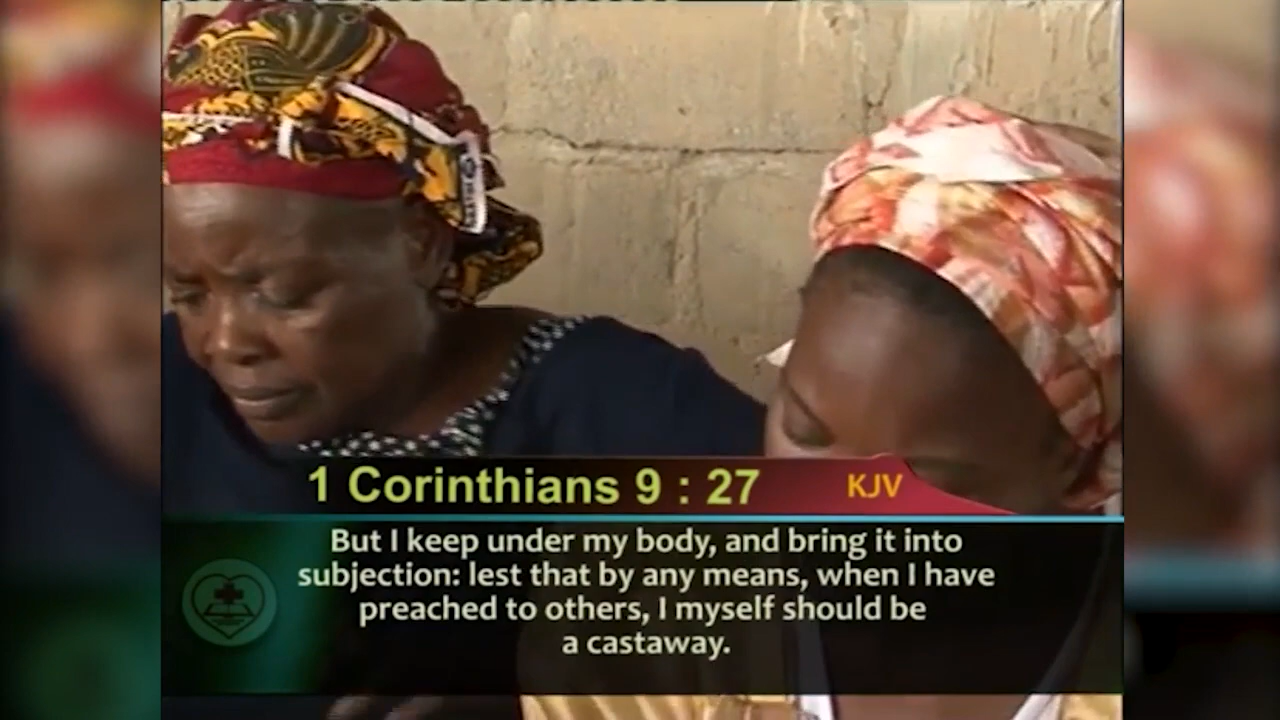 1 Corinthians 9 : 27 KJV
But I keep under my body, and bring it into
subjection: lest that by any means, when I have
preached to others, I myself should be
a castaway.